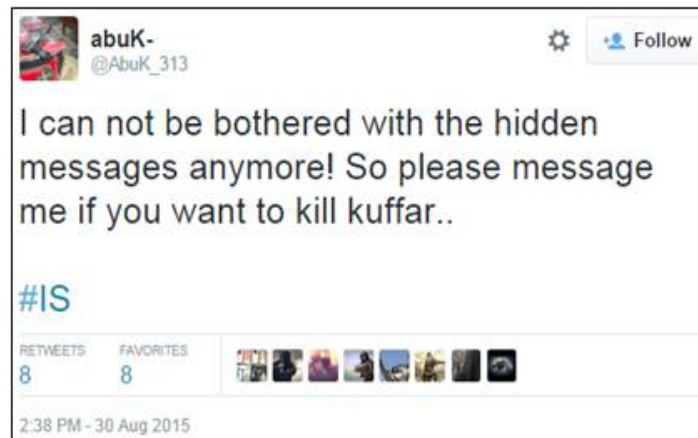 abuK-
@AbuK_313
Follow
I can not be bothered with the hidden
messages anymore! So please message
me if you want to kill kuffar..
#IS
RETWEETS FAVORITES
8 8
2:38 PM - 30 Aug 2015